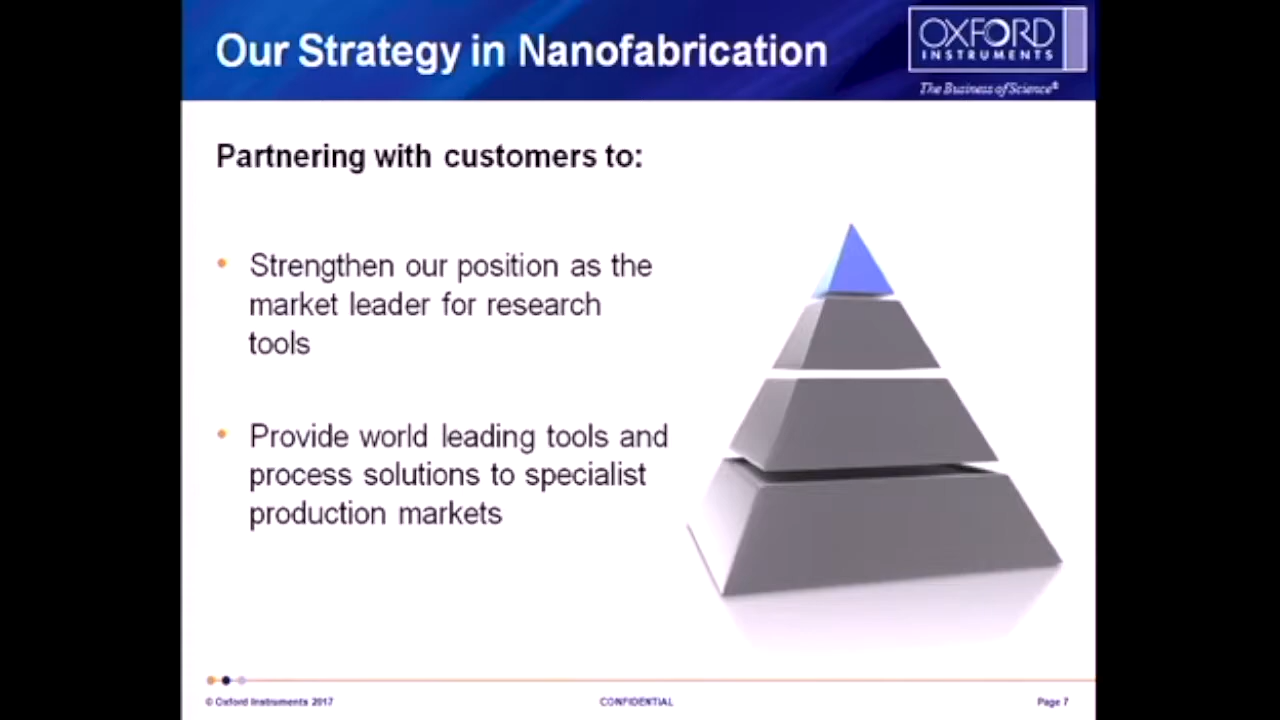 Our Strategy in Nanofabrication
OXFORD
INSTRUMENTS
The Business of Science®
Partnering with customers to:
• Strengthen our position as the
market leader for research
tools
• Provide world leading tools and
process solutions to specialist
production markets
© Oxford Instruments 2017
CONFIDENTIAL
Page 7